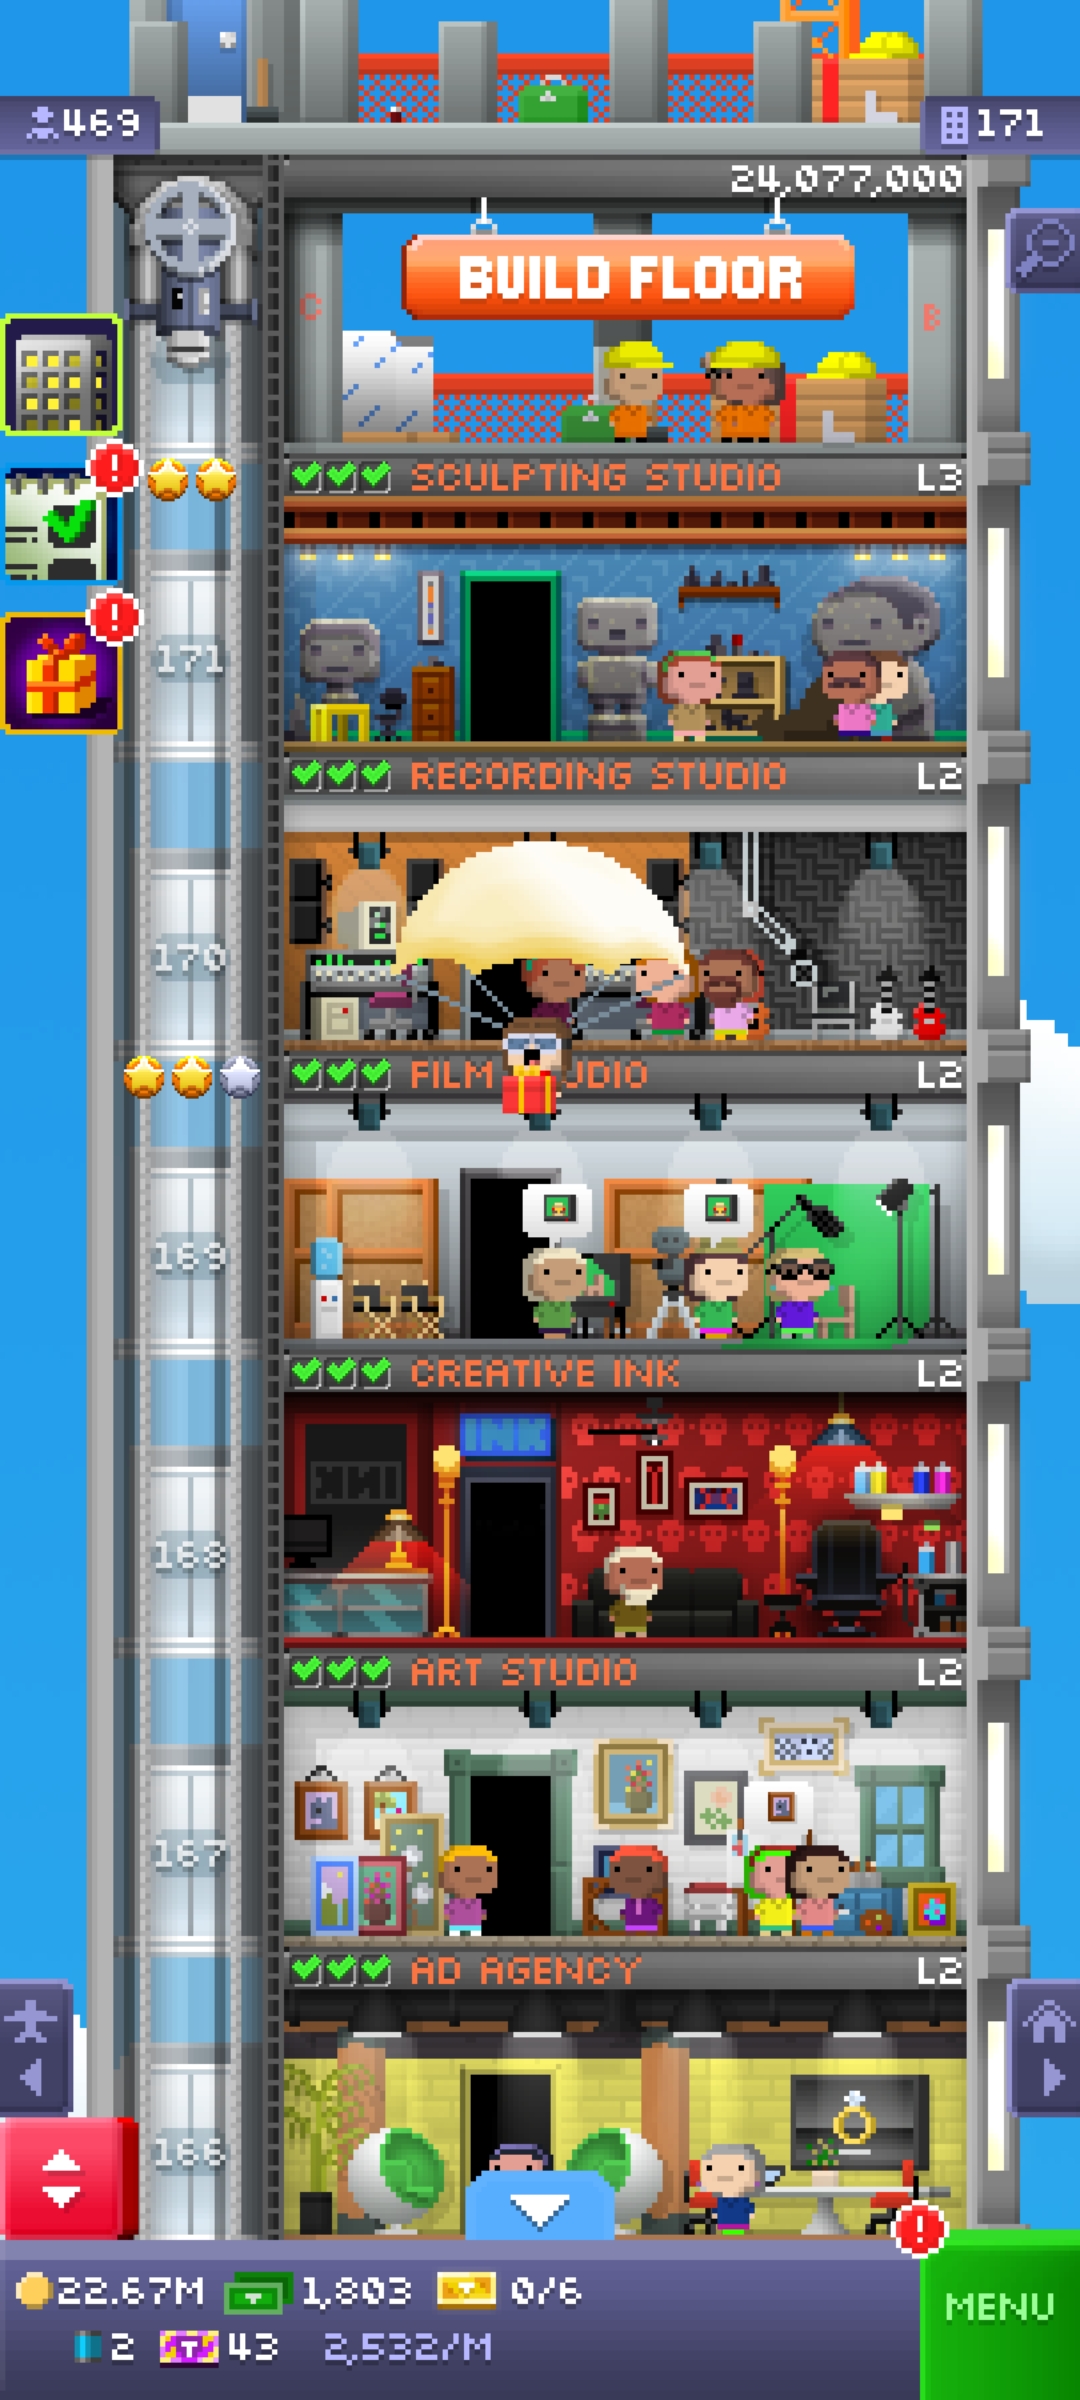 469
171
24,077,000
BUILD FLOOR
C
B
SCULPTING STUDIO L3
171
RECORDING STUDIO L2
170
FILM UDIO L2
169
CREATIVE INK L2
INK
168
ART STUDIO L2
167
AD AGENCY L2
166
22.67M 1,803 0/6
2 T 43 2,532/M
MENU